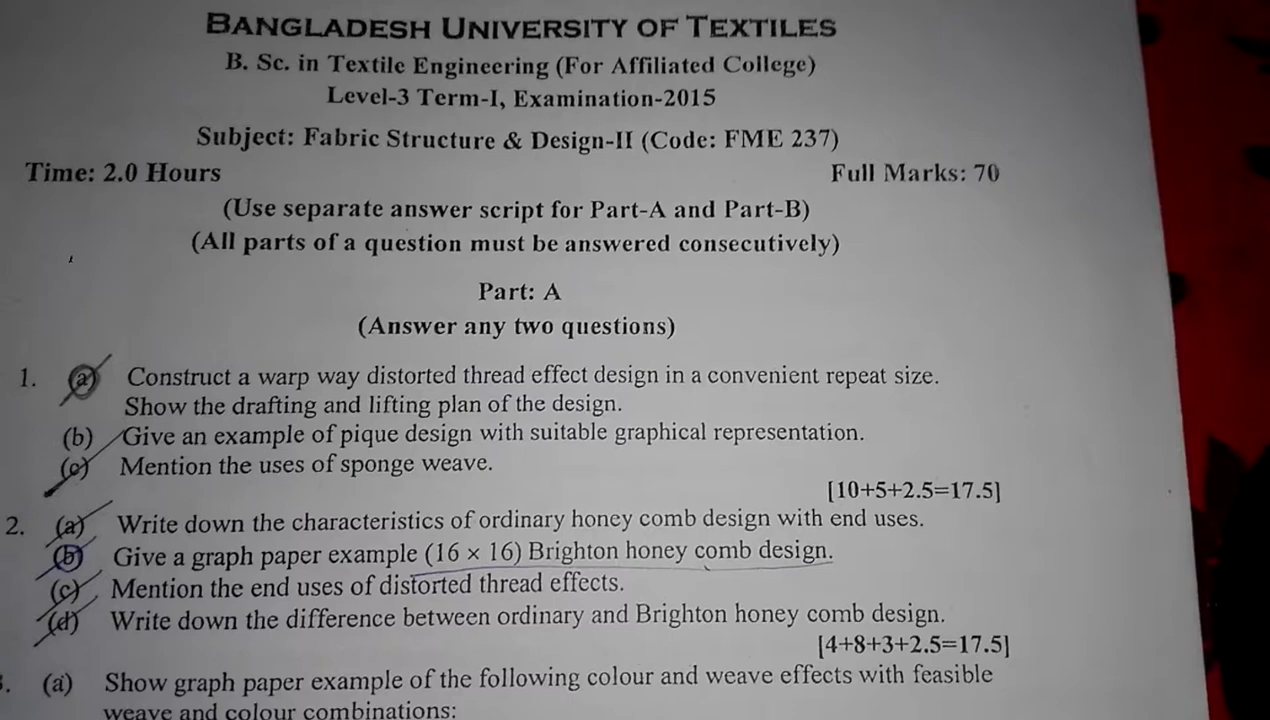 BANGLADESH UNIVERSITY OF TEXTILES
B. Sc. in Textile Engineering (For Affiliated College)
Level-3 Term-I, Examination-2015
Subject: Fabric Structure & Design-II (Code: FME 237)
Time: 2.0 Hours Full Marks: 70
(Use separate answer script for Part-A and Part-B)
(All parts of a question must be answered consecutively)
Part: A
(Answer any two questions)
1. (a) Construct a warp way distorted thread effect design in a convenient repeat size.
Show the drafting and lifting plan of the design.
(b) Give an example of pique design with suitable graphical representation.
(c) Mention the uses of sponge weave.
[10+5+2.5=17.5]
2. (a) Write down the characteristics of ordinary honey comb design with end uses.
(b) Give a graph paper example (16 × 16) Brighton honey comb design.
(c) Mention the end uses of distorted thread effects.
(d) Write down the difference between ordinary and Brighton honey comb design.
[4+8+3+2.5=17.5]
(a) Show graph paper example of the following colour and weave effects with feasible
weave and colour combinations: